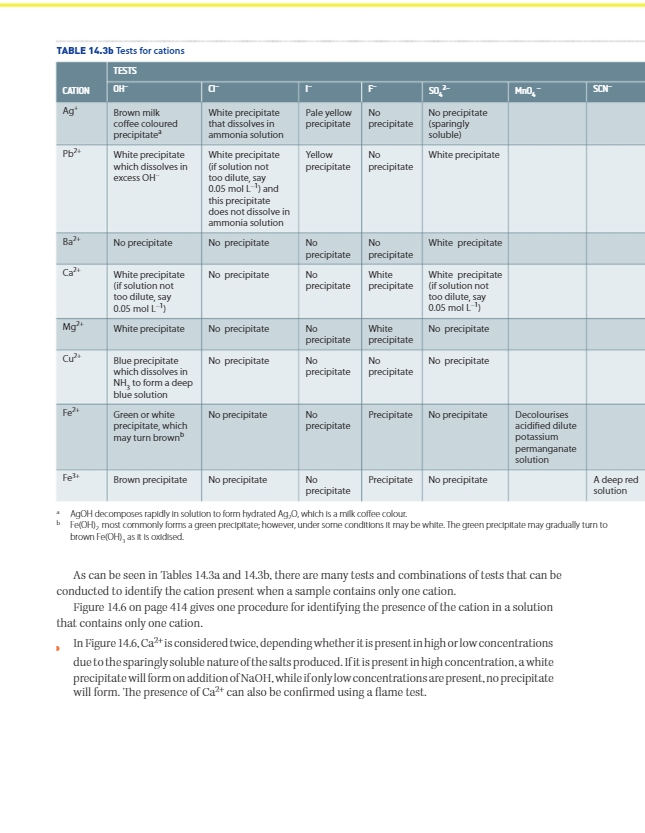 TABLE 14.3b Tests for cations
TESTS
CATION OH⁻ Cl⁻ I⁻ F⁻ SO₄²⁻ MnO₄⁻ SCN⁻
Ag⁺
Brown milk
coffee coloured
precipitateᵃ
White precipitate
that dissolves in
ammonia solution
Pale yellow
precipitate
No
precipitate
No precipitate
(sparingly
soluble)
Pb²⁺
White precipitate
which dissolves in
excess OH⁻
White precipitate
(if solution not
too dilute, say
0.05 mol L⁻¹) and
this precipitate
does not dissolve in
ammonia solution
Yellow
precipitate
No
precipitate
White precipitate
Ba²⁺
No precipitate
No precipitate
No
precipitate
No
precipitate
White precipitate
Ca²⁺
White precipitate
(if solution not
too dilute, say
0.05 mol L⁻¹)
No precipitate
No
precipitate
White
precipitate
White precipitate
(if solution not
too dilute, say
0.05 mol L⁻¹)
Mg²⁺
White precipitate
No precipitate
No
precipitate
White
precipitate
No precipitate
Cu²⁺
Blue precipitate
which dissolves in
NH₃ to form a deep
blue solution
No precipitate
No
precipitate
No
precipitate
No precipitate
Fe²⁺
Green or white
precipitate, which
may turn brownᵇ
No precipitate
No
precipitate
Precipitate
No precipitate
Decolourises
acidified dilute
potassium
permanganate
solution
Fe³⁺
Brown precipitate
No precipitate
No
precipitate
Precipitate
No precipitate
A deep red
solution
ᵃ AgOH decomposes rapidly in solution to form hydrated Ag₂O, which is a milk coffee colour.
ᵇ Fe(OH)₂ most commonly forms a green precipitate; however, under some conditions it may be white. The green precipitate may gradually turn to
brown Fe(OH)₃ as it is oxidised.
As can be seen in Tables 14.3a and 14.3b, there are many tests and combinations of tests that can be
conducted to identify the cation present when a sample contains only one cation.
Figure 14.6 on page 414 gives one procedure for identifying the presence of the cation in a solution
that contains only one cation.
In Figure 14.6, Ca²⁺ is considered twice, depending whether it is present in high or low concentrations
due to the sparingly soluble nature of the salts produced. If it is present in high concentration, a white
precipitate will form on addition of NaOH, while if only low concentrations are present, no precipitate
will form. The presence of Ca²⁺ can also be confirmed using a flame test.